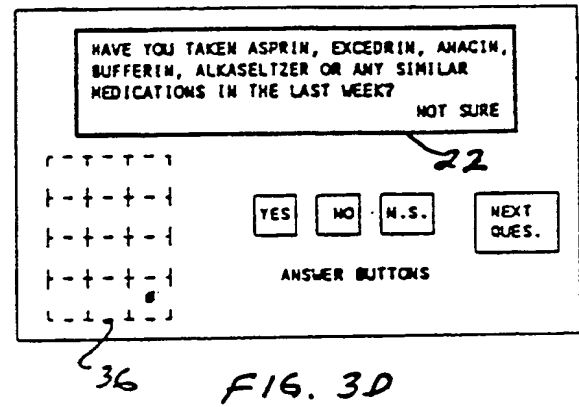 HAVE YOU TAKEN ASPRIN, EXCEDRIN, ANACIN,
BUFFERIN, ALKASELTZER OR ANY SIMILAR
MEDICATIONS IN THE LAST WEEK?
NOT SURE
22
YES NO N.S. NEXT
QUES.
ANSWER BUTTONS
36
FIG. 3D